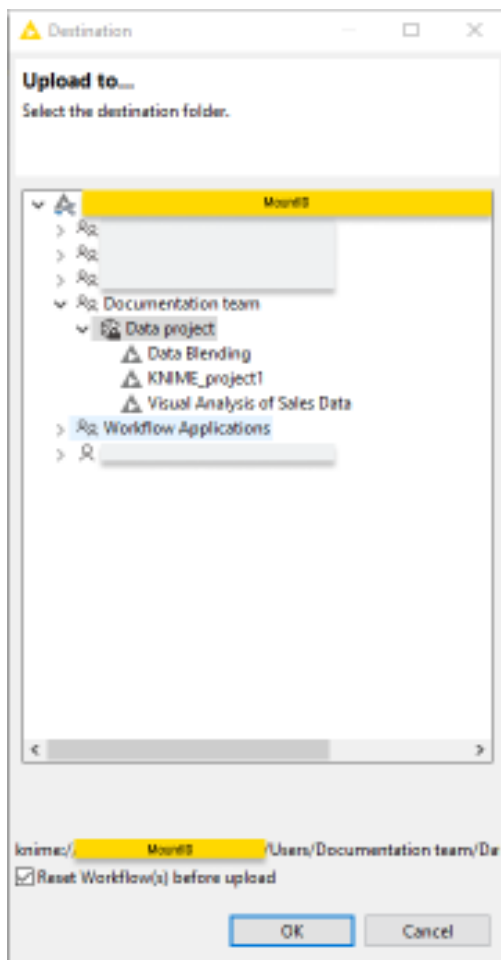 Destination
Upload to...
Select the destination folder.
MountID
Documentation team
Data project
Data Blending
KNIME_project1
Visual Analysis of Sales Data
Workflow Applications
knime:/ MountID /Users/Documentation team/Da
Reset Workflow(s) before upload
OK
Cancel